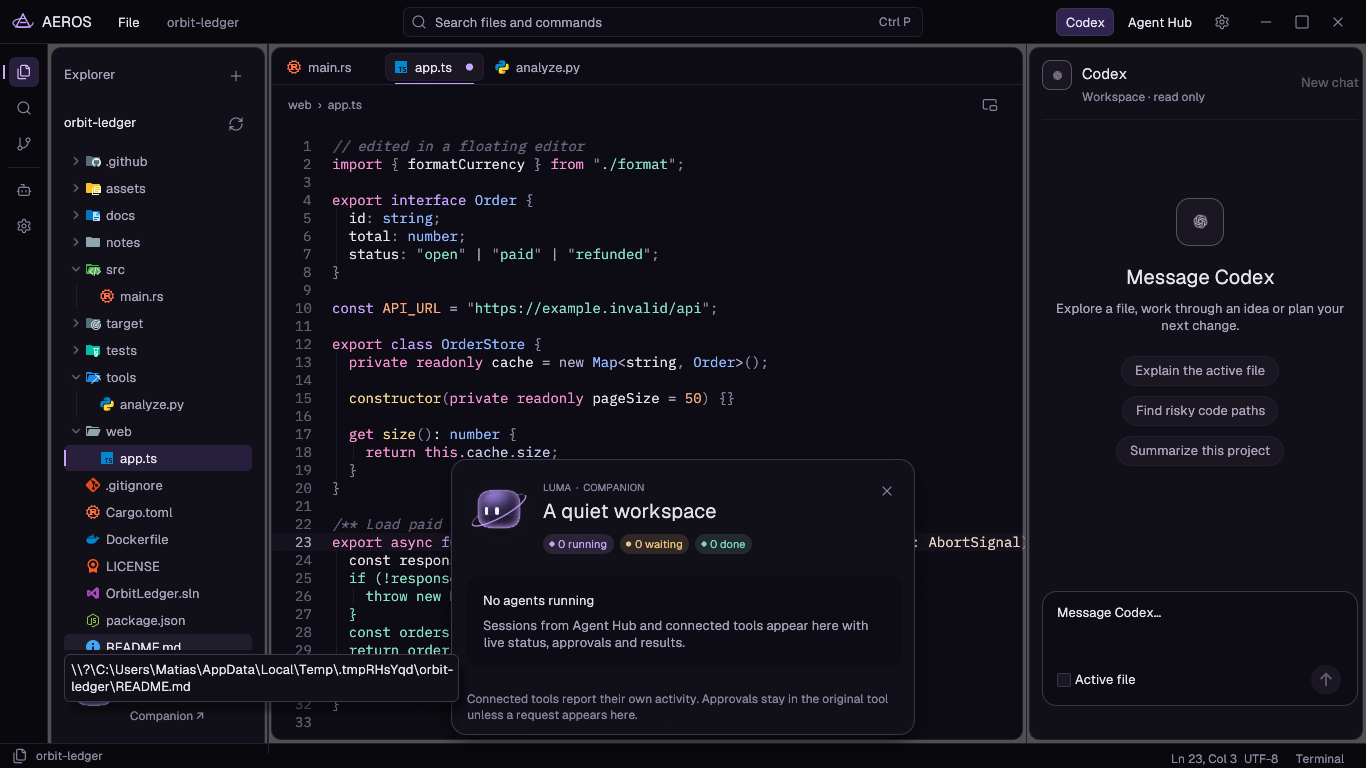 AEROS
File
orbit-ledger
Search files and commands
Ctrl P
Codex
Agent Hub
Explorer
orbit-ledger
.github
assets
docs
notes
src
main.rs
target
tests
tools
analyze.py
web
app.ts
.gitignore
Cargo.toml
Dockerfile
LICENSE
OrbitLedger.sln
package.json
README.md
\\?\C:\Users\Matias\AppData\Local\Temp\.tmpRHsYqd\orbit-
ledger\README.md
Companion ↗
main.rs
app.ts
analyze.py
web › app.ts
1 // edited in a floating editor
2 import { formatCurrency } from "./format";
3
4 export interface Order {
5 id: string;
6 total: number;
7 status: "open" | "paid" | "refunded";
8 }
9
10 const API_URL = "https://example.invalid/api";
11
12 export class OrderStore {
13 private readonly cache = new Map<string, Order>();
14
15 constructor(private readonly pageSize = 50) {}
16
17 get size(): number {
18 return this.cache.size;
19 }
20 }
21
22 /** Load paid
23 export async f : AbortSignal)
24 const respon
25 if (!respons
26 throw new
27 }
28 const orders
29 return order
32 }
33
LUMA · COMPANION
A quiet workspace
0 running
0 waiting
0 done
No agents running
Sessions from Agent Hub and connected tools appear here with
live status, approvals and results.
Connected tools report their own activity. Approvals stay in the original tool
unless a request appears here.
Codex
Workspace · read only
New chat
Message Codex
Explore a file, work through an idea or plan your
next change.
Explain the active file
Find risky code paths
Summarize this project
Message Codex…
Active file
orbit-ledger
Ln 23, Col 3
UTF-8
Terminal